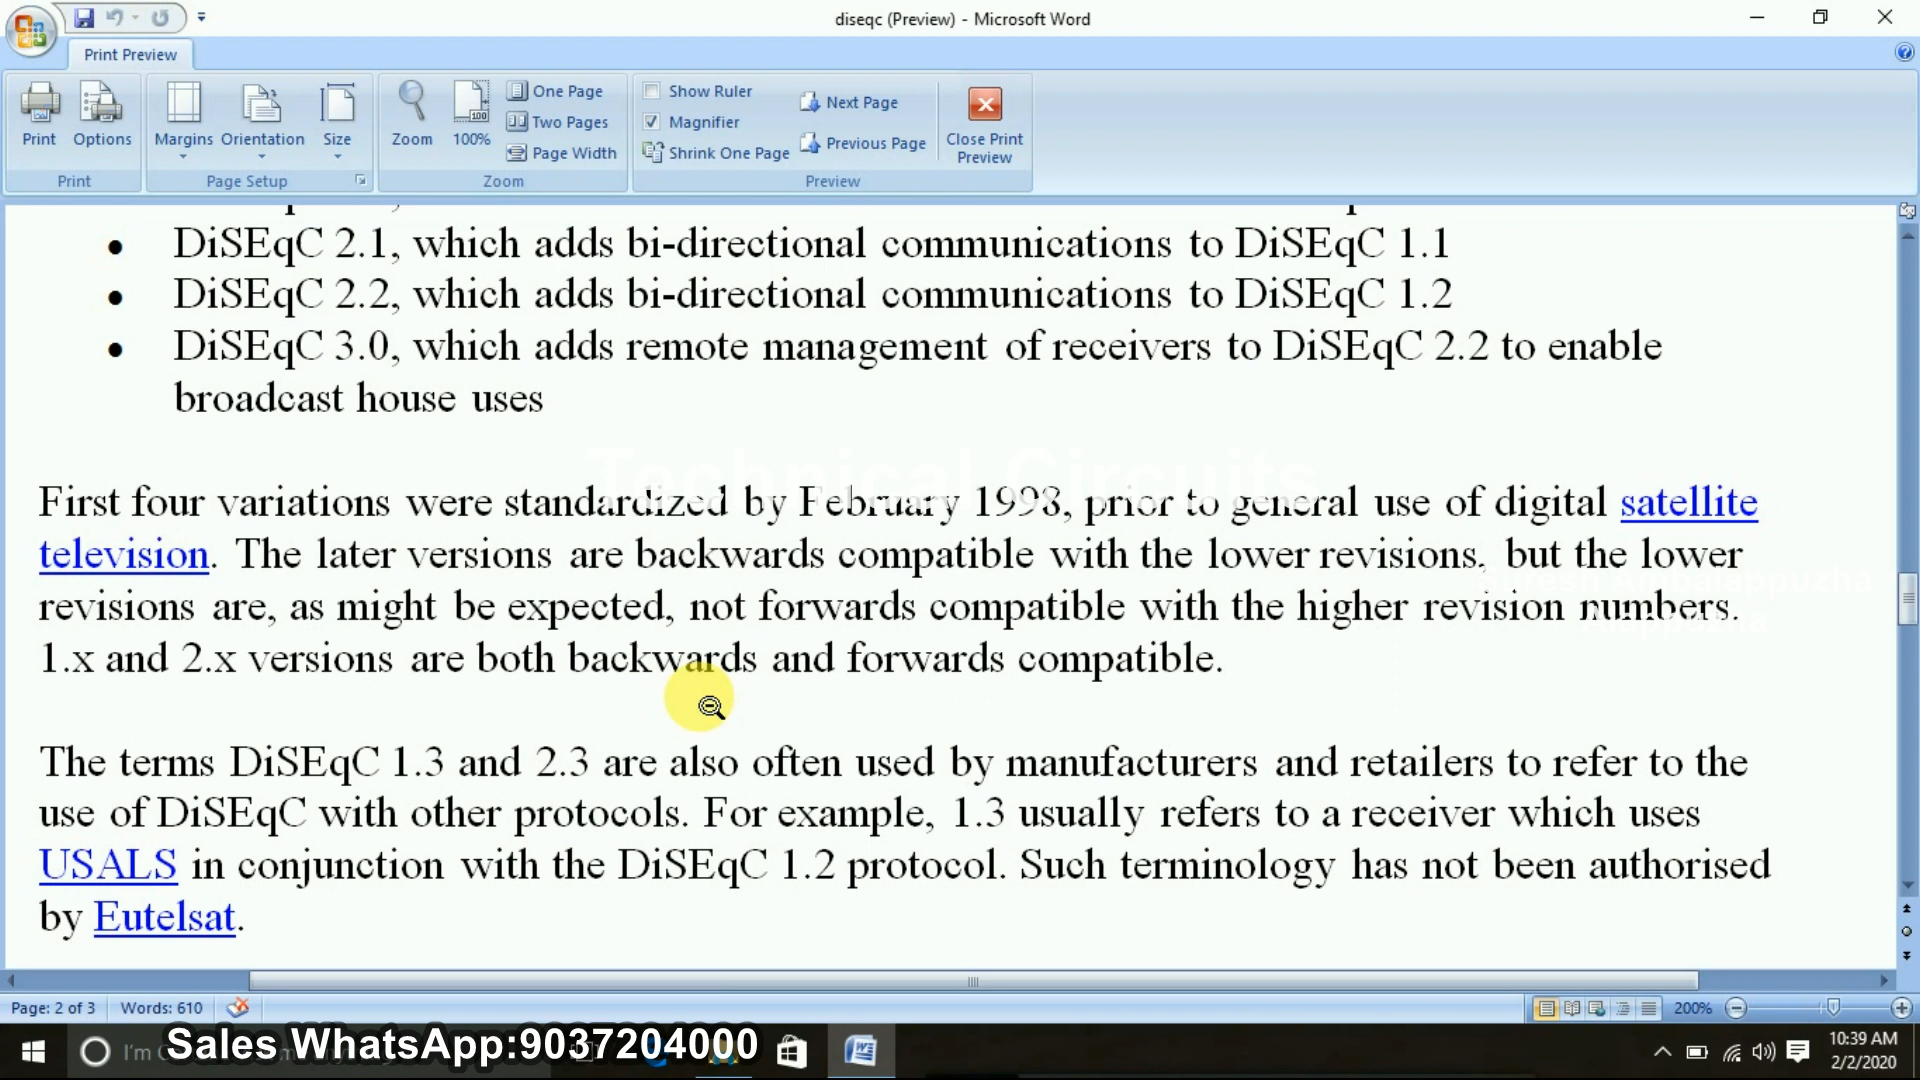 diseqc (Preview) - Microsoft Word
Print Preview
Print
Options
Margins
Orientation
Size
Zoom
100%
One Page
Two Pages
Page Width
Show Ruler
Magnifier
Shrink One Page
Next Page
Previous Page
Close Print
Preview
Print
Page Setup
Zoom
Preview
DiSEqC 2.1, which adds bi-directional communications to DiSEqC 1.1
DiSEqC 2.2, which adds bi-directional communications to DiSEqC 1.2
DiSEqC 3.0, which adds remote management of receivers to DiSEqC 2.2 to enable
broadcast house uses
Technical Circuits
First four variations were standardized by February 1998, prior to general use of digital satellite
television. The later versions are backwards compatible with the lower revisions, but the lower
revisions are, as might be expected, not forwards compatible with the higher revision numbers.
1.x and 2.x versions are both backwards and forwards compatible.
The terms DiSEqC 1.3 and 2.3 are also often used by manufacturers and retailers to refer to the
use of DiSEqC with other protocols. For example, 1.3 usually refers to a receiver which uses
USALS in conjunction with the DiSEqC 1.2 protocol. Such terminology has not been authorised
by Eutelsat.
Page: 2 of 3
Words: 610
200%
I'm
Sales WhatsApp:9037204000
10:39 AM
2/2/2020